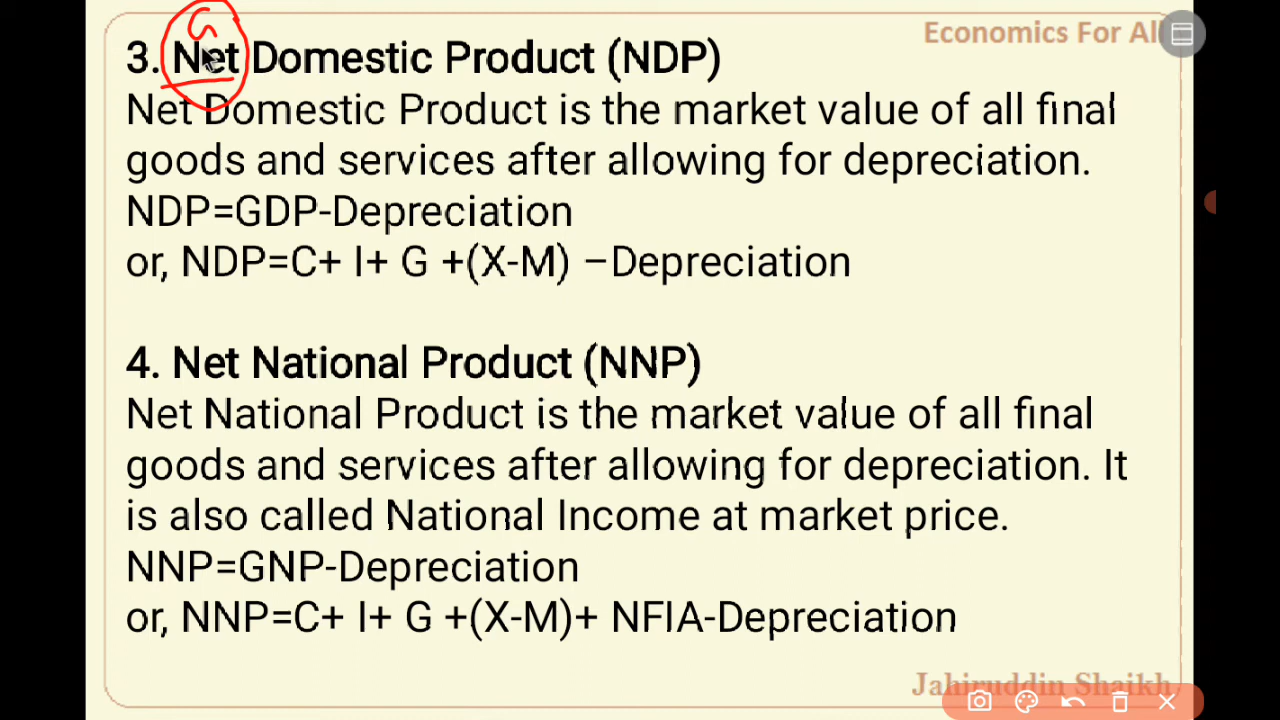 Economics For All
G
3. Net Domestic Product (NDP)
Net Domestic Product is the market value of all final
goods and services after allowing for depreciation.
NDP=GDP-Depreciation
or, NDP=C+ I+ G +(X-M) –Depreciation
4. Net National Product (NNP)
Net National Product is the market value of all final
goods and services after allowing for depreciation. It
is also called National Income at market price.
NNP=GNP-Depreciation
or, NNP=C+ I+ G +(X-M)+ NFIA-Depreciation
Jahiruddin Shaikh